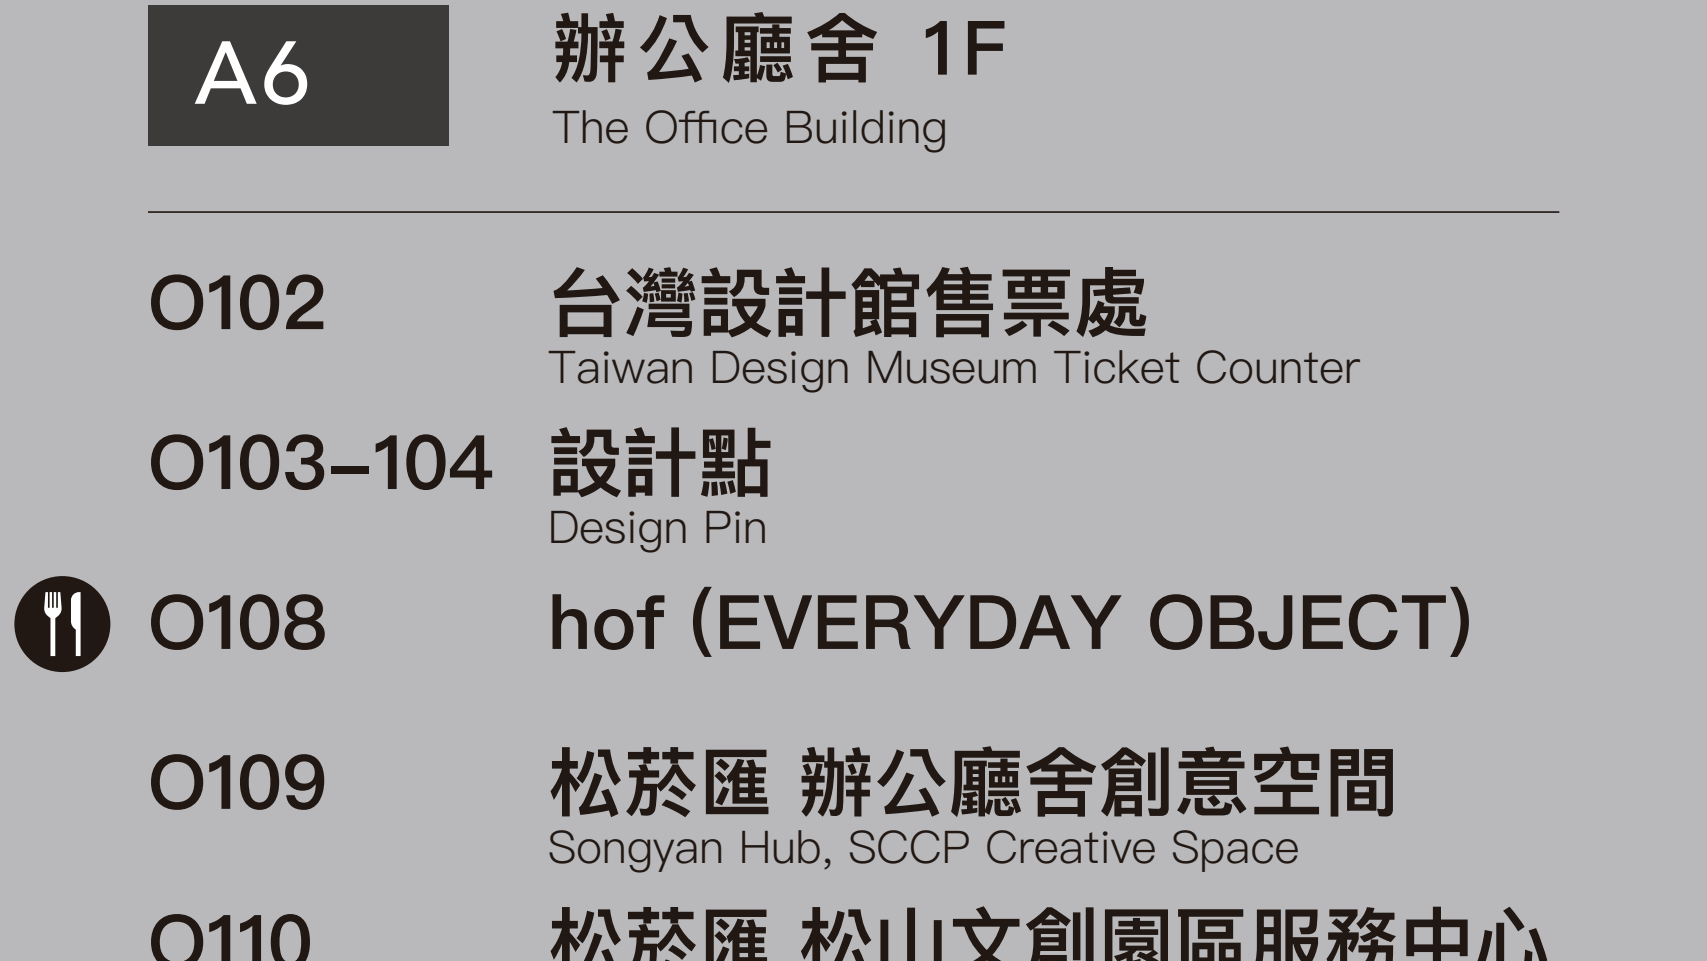 A6 辦公廳舍 1F
The Office Building
O102 台灣設計館售票處
Taiwan Design Museum Ticket Counter
O103–104 設計點
Design Pin
O108 hof (EVERYDAY OBJECT)
O109 松菸匯 辦公廳舍創意空間
Songyan Hub, SCCP Creative Space
O110 松菸匯 松山文創園區服務中心